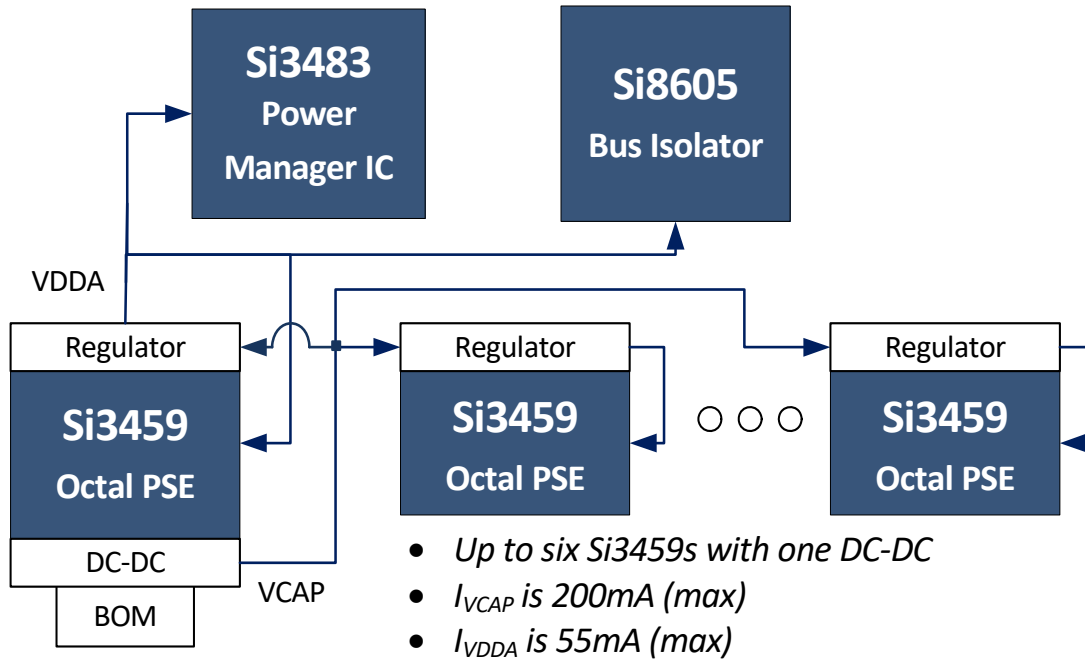 Si3483
Power
Manager IC
Si8605
Bus Isolator
VDDA
Regulator
Regulator
Regulator
Si3459
Octal PSE
Si3459
Octal PSE
Si3459
Octal PSE
DC-DC
VCAP
BOM
• Up to six Si3459s with one DC-DC
• IVCAP is 200mA (max)
• IVDDA is 55mA (max)